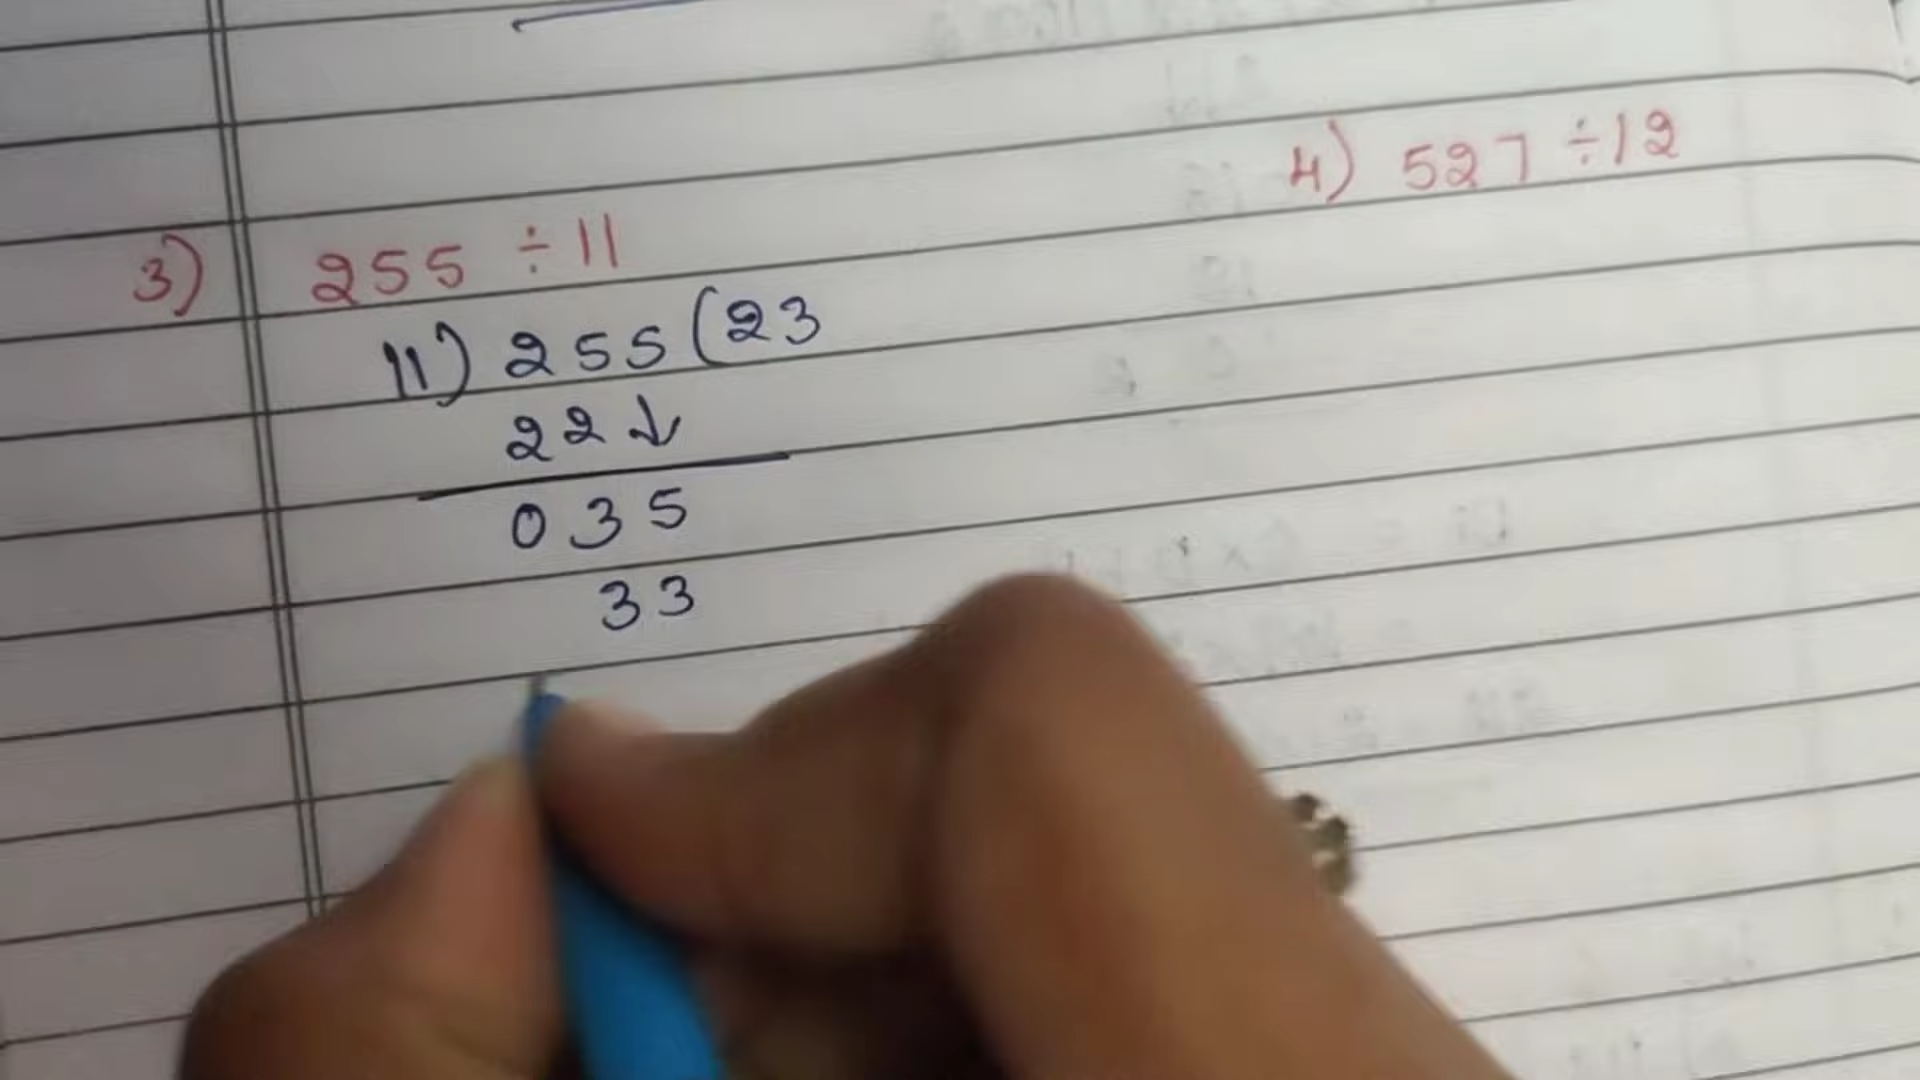 3) 255 ÷ 11
11) 255 (23
22↓
035
33
4) 527 ÷ 12